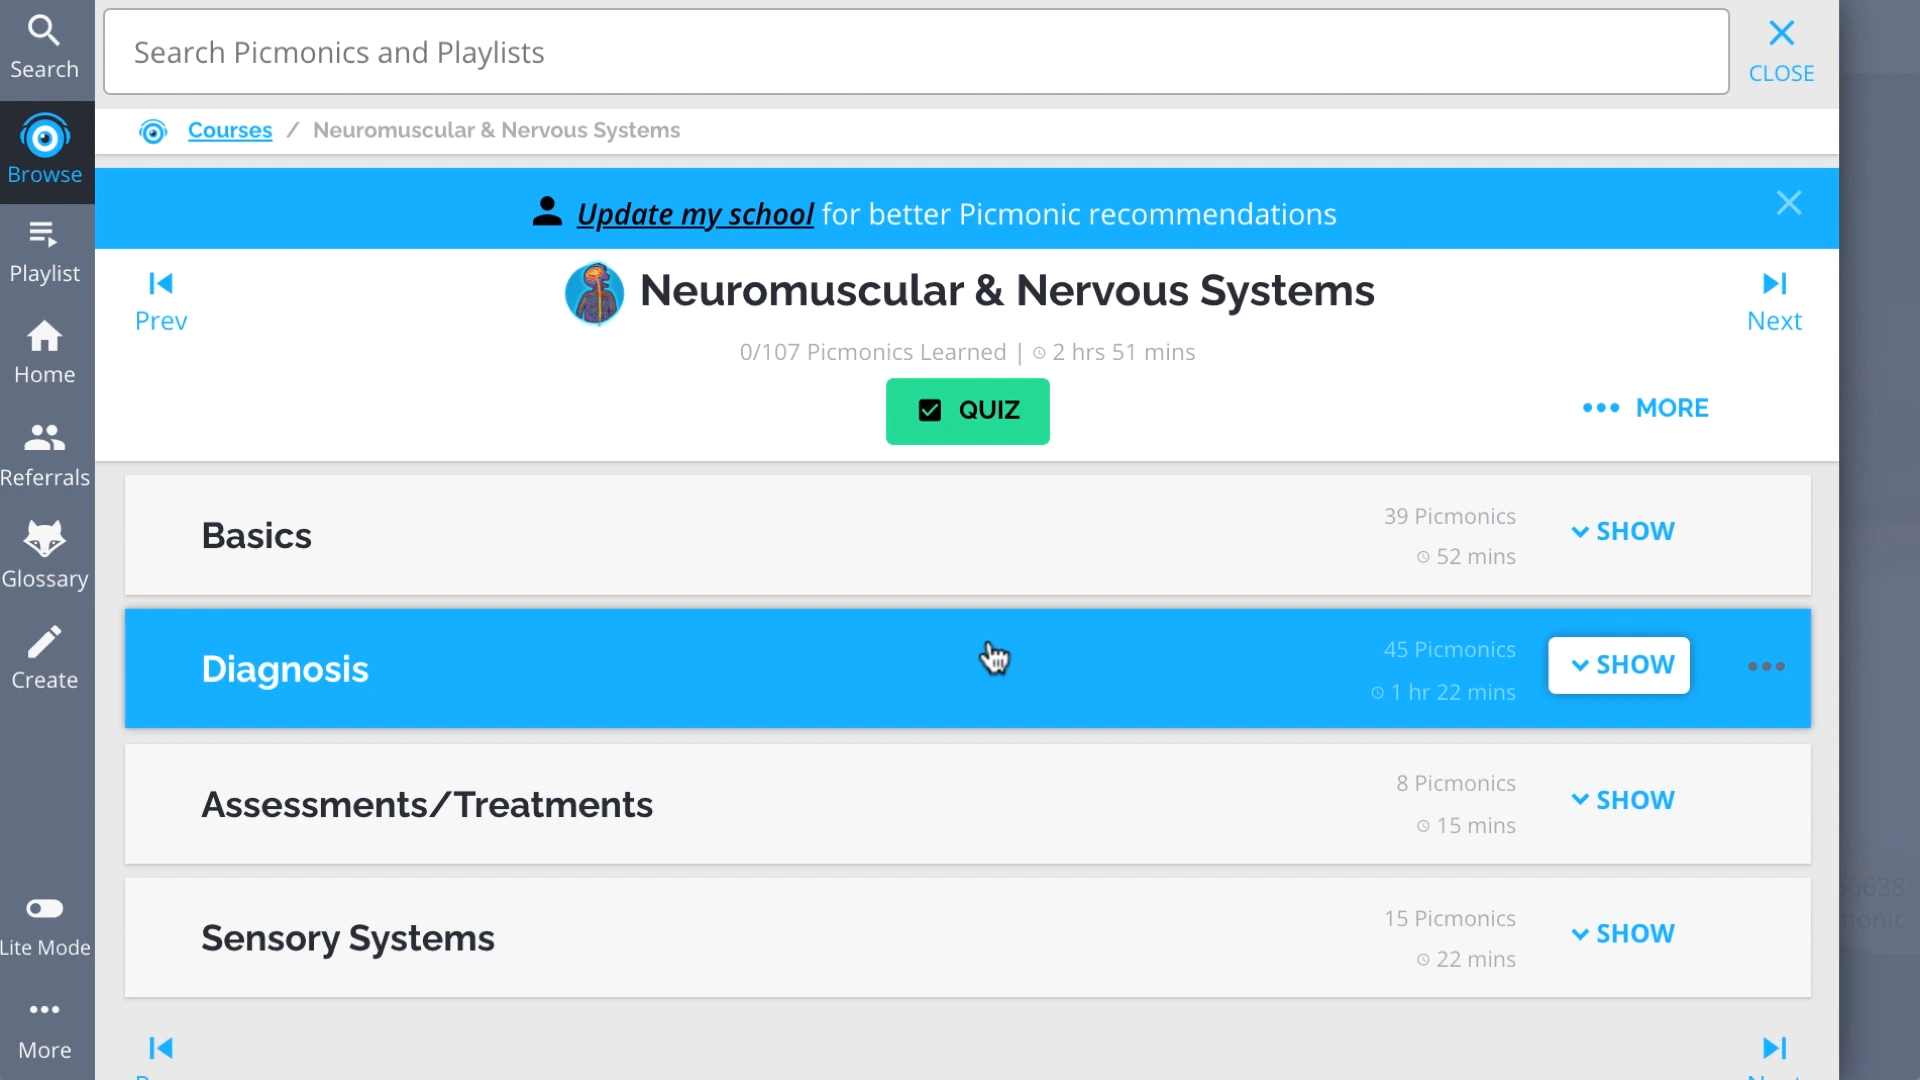 Search
Browse
Playlist
Home
Referrals
Glossary
Create
Lite Mode
More
Search Picmonics and Playlists
CLOSE
Courses / Neuromuscular & Nervous Systems
Update my school for better Picmonic recommendations
Prev
Neuromuscular & Nervous Systems
Next
0/107 Picmonics Learned | 2 hrs 51 mins
QUIZ
••• MORE
Basics
39 Picmonics
52 mins
SHOW
Diagnosis
45 Picmonics
1 hr 22 mins
SHOW
Assessments/Treatments
8 Picmonics
15 mins
SHOW
Sensory Systems
15 Picmonics
22 mins
SHOW